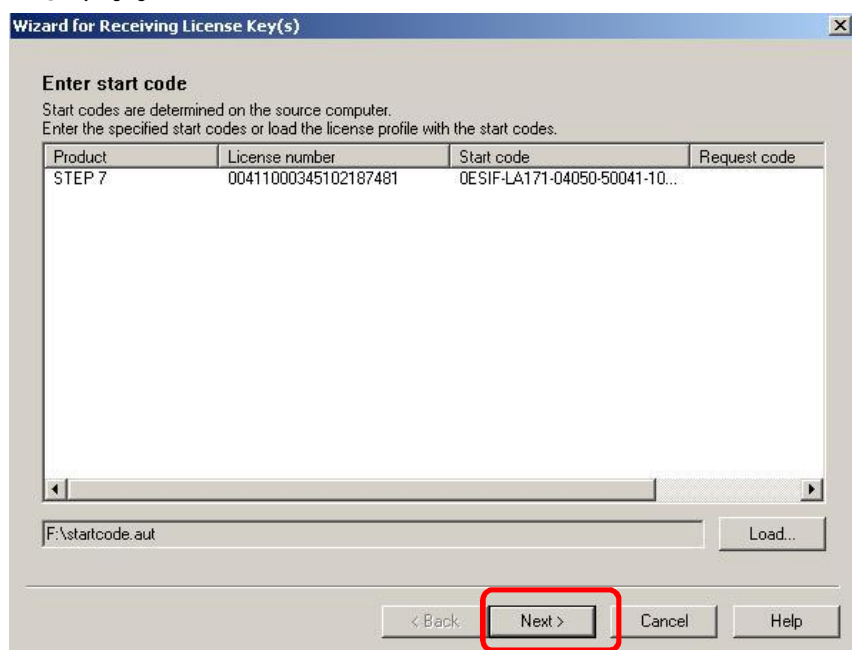 Wizard for Receiving License Key(s)
Enter start code
Start codes are determined on the source computer.
Enter the specified start codes or load the license profile with the start codes.
Product License number Start code Request code
STEP 7 00411000345102187481 0ESIF-LA171-04050-50041-10...
F:\startcode.aut Load...
< Back Next > Cancel Help